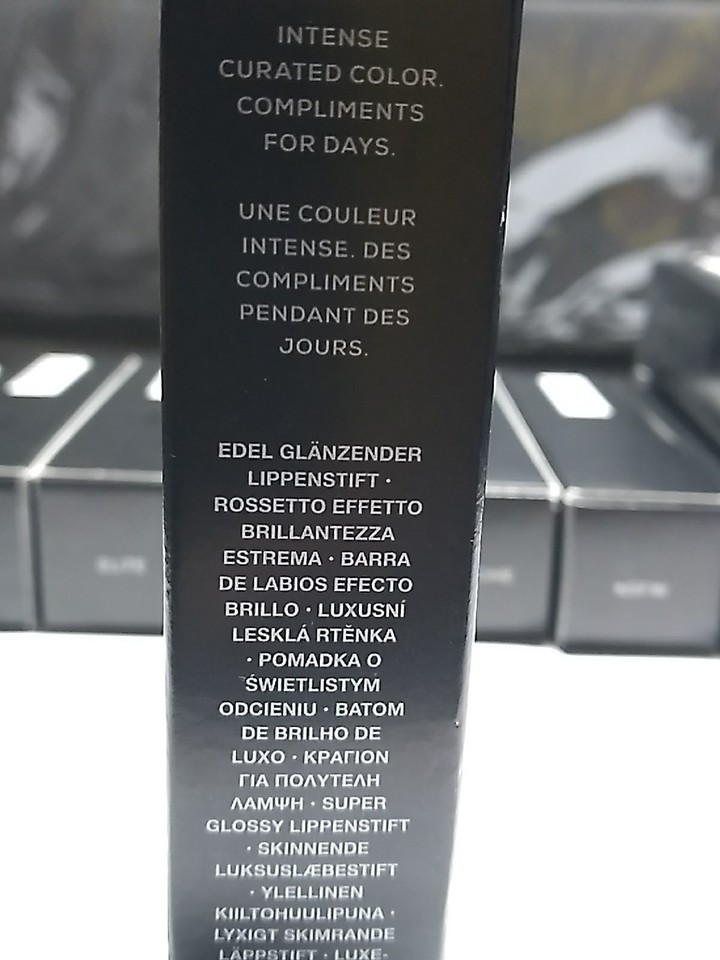 INTENSE
CURATED COLOR.
COMPLIMENTS
FOR DAYS.
UNE COULEUR
INTENSE. DES
COMPLIMENTS
PENDANT DES
JOURS.
EDEL GLÄNZENDER
LIPPENSTIFT •
ROSSETTO EFFETTO
BRILLANTEZZA
ESTREMA • BARRA
DE LABIOS EFECTO
BRILLO • LUXUSNÍ
LESKLÁ RTĚNKA
• POMADKA O
ŚWIETLISTYM
ODCIENIU • BATOM
DE BRILHO DE
LUXO • ΚΡΑΓΙΟΝ
ΓΙΑ ΠΟΛΥΤΕΛΗ
ΛΑΜΨΗ • SUPER
GLOSSY LIPPENSTIFT
• SKINNENDE
LUKSUSLÆBESTIFT
• YLELLINEN
KIILTOHUULIPUNA •
LYXIGT SKIMRANDE
LÄPPSTIFT • LUXE-